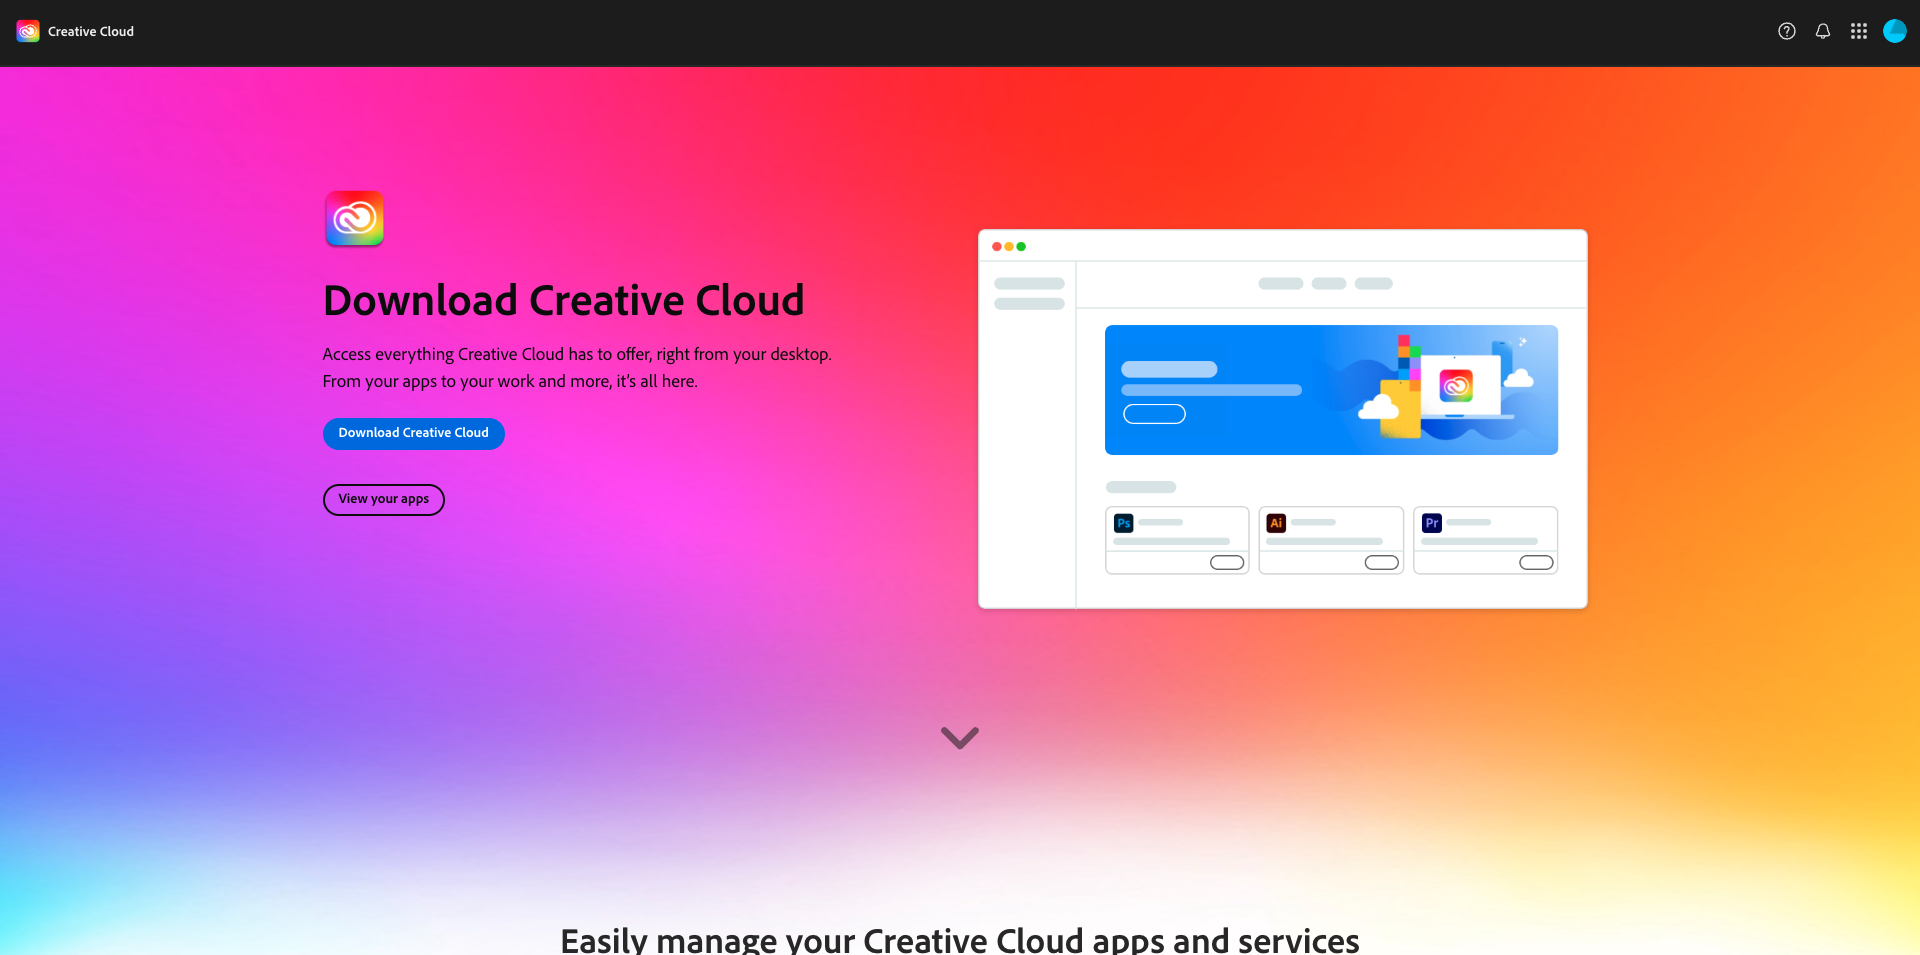 Creative Cloud
Download Creative Cloud
Access everything Creative Cloud has to offer, right from your desktop.
From your apps to your work and more, it's all here.
Download Creative Cloud
View your apps
Ps
Ai
Pr
Easily manage your Creative Cloud apps and services